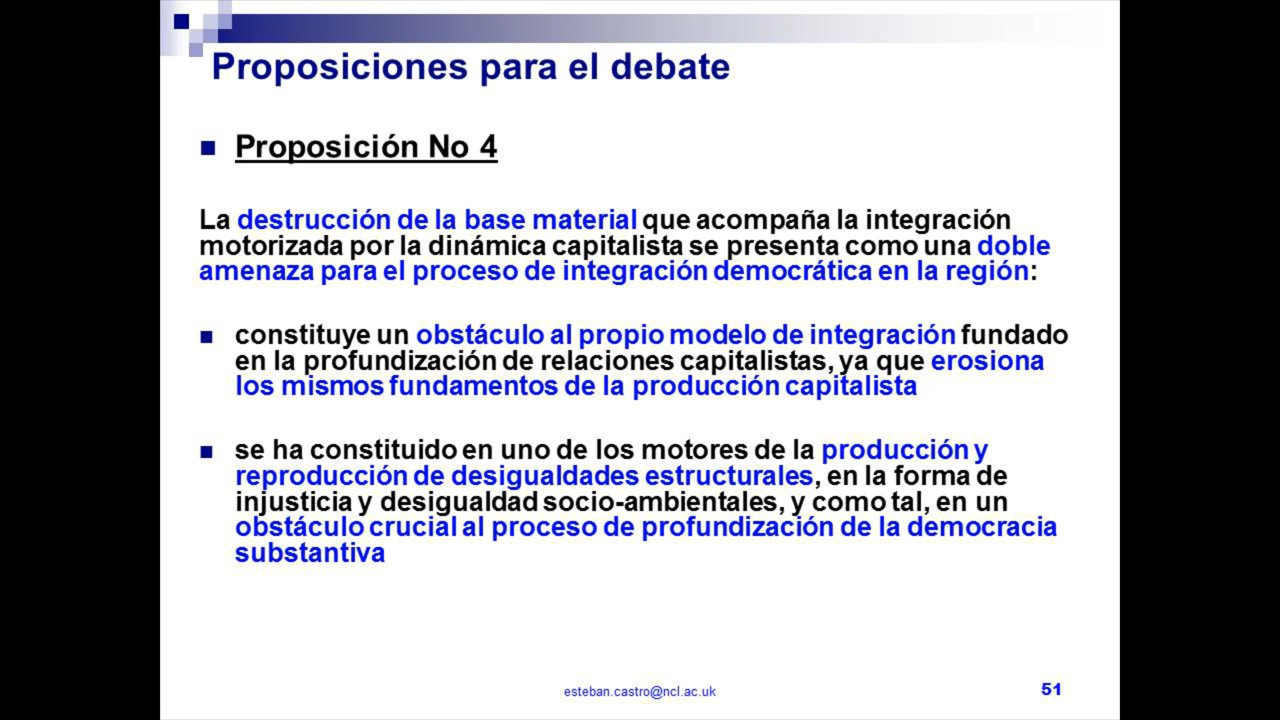 Proposiciones para el debate
Proposición No 4
La destrucción de la base material que acompaña la integración
motorizada por la dinámica capitalista se presenta como una doble
amenaza para el proceso de integración democrática en la región:
constituye un obstáculo al propio modelo de integración fundado
en la profundización de relaciones capitalistas, ya que erosiona
los mismos fundamentos de la producción capitalista
se ha constituido en uno de los motores de la producción y
reproducción de desigualdades estructurales, en la forma de
injusticia y desigualdad socio-ambientales, y como tal, en un
obstáculo crucial al proceso de profundización de la democracia
substantiva
esteban.castro@ncl.ac.uk
51